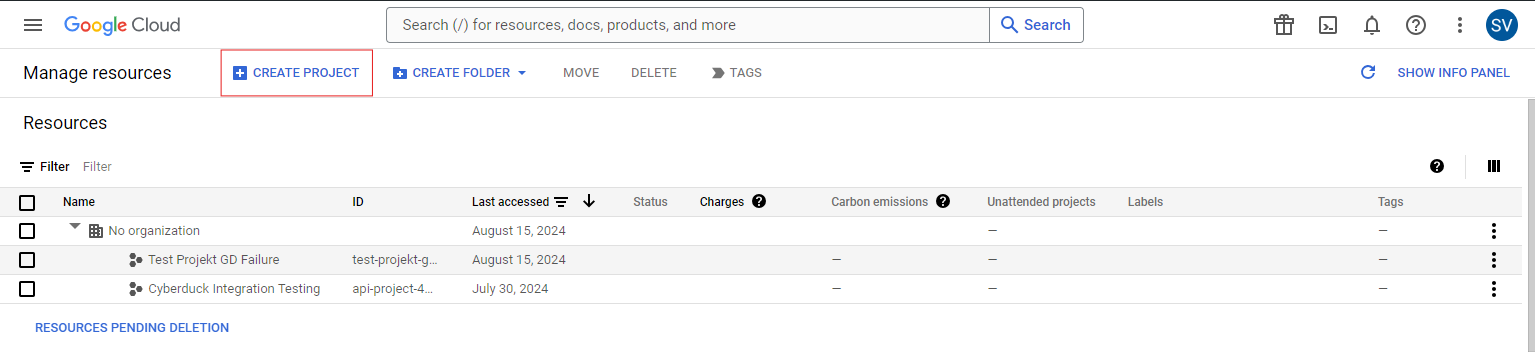 Google Cloud Search (/) for resources, docs, products, and more Search SV
Manage resources CREATE PROJECT CREATE FOLDER MOVE DELETE TAGS SHOW INFO PANEL
Resources
Filter Filter
Name ID Last accessed Status Charges Carbon emissions Unattended projects Labels Tags
No organization August 15, 2024 — —
Test Projekt GD Failure test-projekt-g... August 15, 2024 — — —
Cyberduck Integration Testing api-project-4... July 30, 2024 — — —
RESOURCES PENDING DELETION